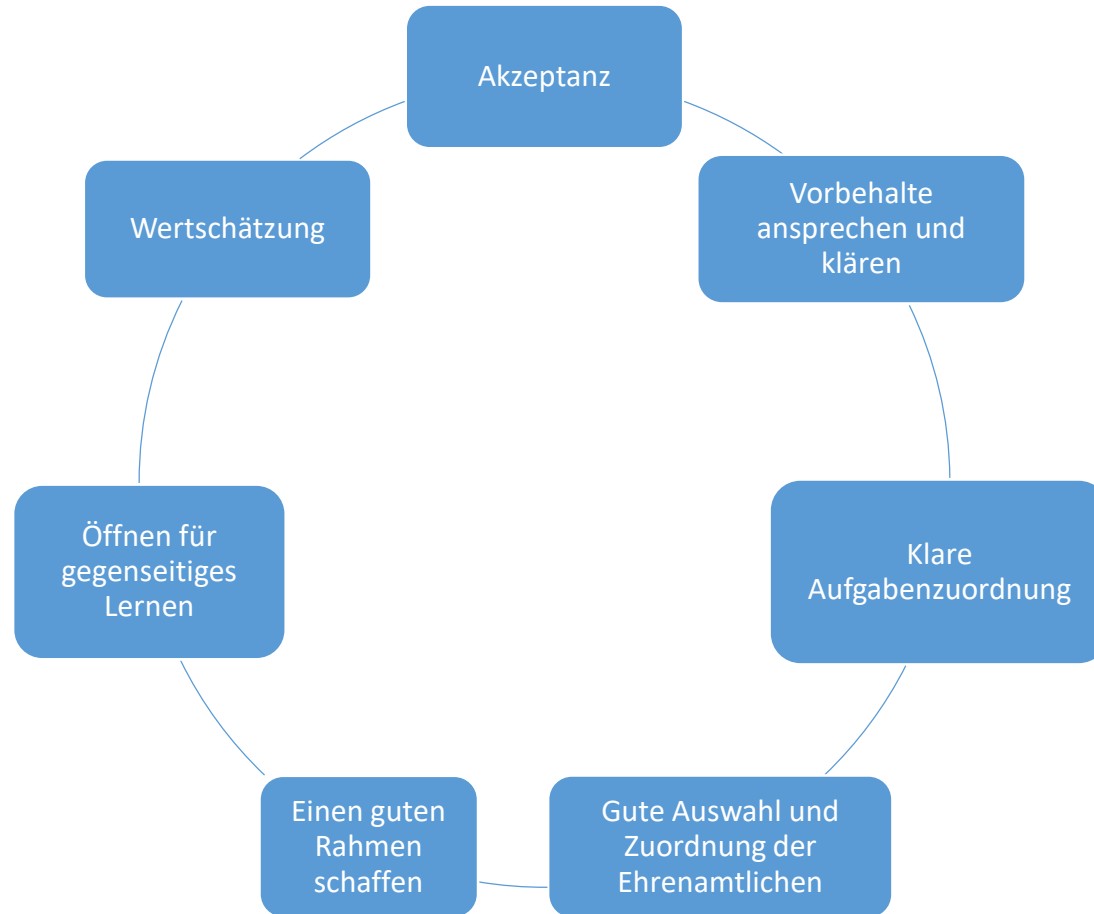 Akzeptanz
Vorbehalte
ansprechen und
klären
Klare
Aufgabenzuordnung
Gute Auswahl und
Zuordnung der
Ehrenamtlichen
Einen guten
Rahmen
schaffen
Öffnen für
gegenseitiges
Lernen
Wertschätzung